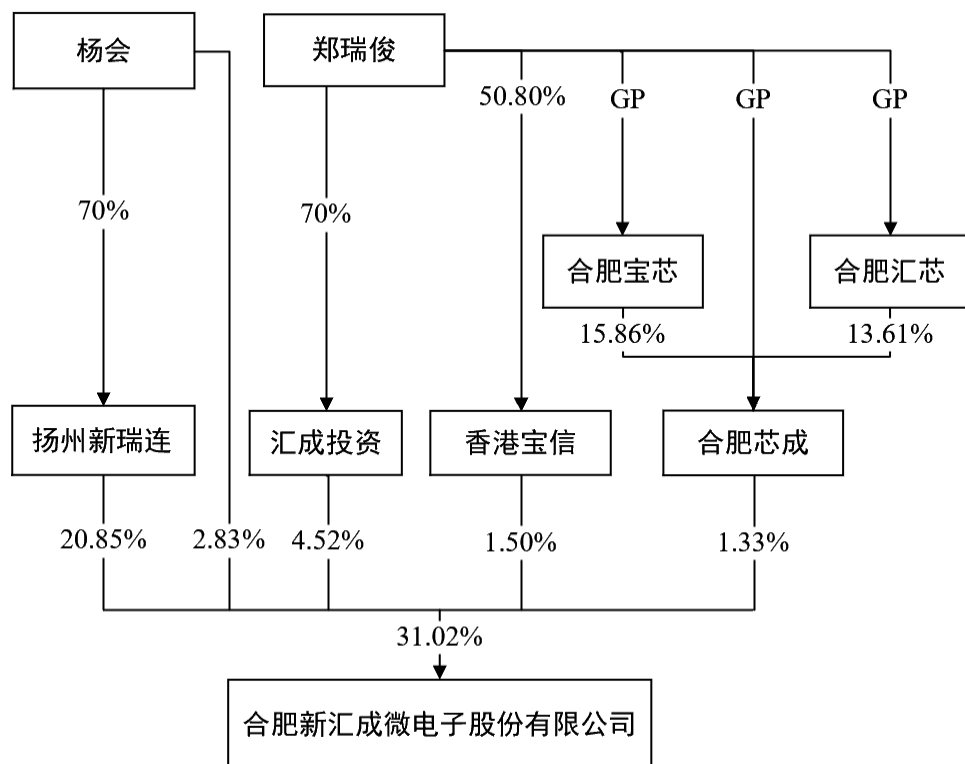 杨会
郑瑞俊
50.80%
GP
GP
GP
70%
70%
合肥宝芯
合肥汇芯
15.86%
13.61%
扬州新瑞连
汇成投资
香港宝信
合肥芯成
20.85%
2.83%
4.52%
1.50%
1.33%
31.02%
合肥新汇成微电子股份有限公司